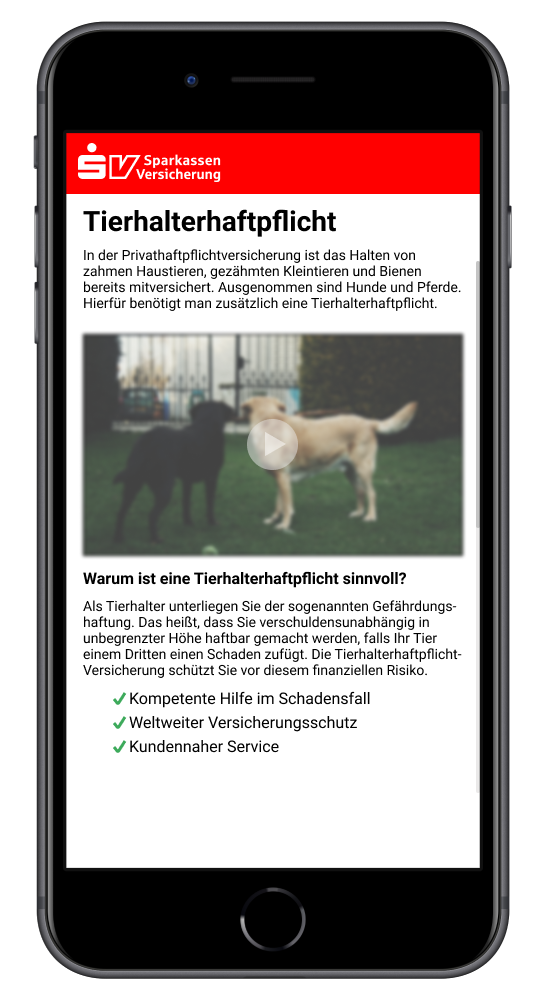 Sparkassen
Versicherung
Tierhalterhaftpflicht
In der Privathaftpflichtversicherung ist das Halten von
zahmen Haustieren, gezähmten Kleintieren und Bienen
bereits mitversichert. Ausgenommen sind Hunde und Pferde.
Hierfür benötigt man zusätzlich eine Tierhalterhaftpflicht.
Warum ist eine Tierhalterhaftpflicht sinnvoll?
Als Tierhalter unterliegen Sie der sogenannten Gefährdungs-
haftung. Das heißt, dass Sie verschuldensunabhängig in
unbegrenzter Höhe haftbar gemacht werden, falls Ihr Tier
einem Dritten einen Schaden zufügt. Die Tierhalterhaftpflicht-
Versicherung schützt Sie vor diesem finanziellen Risiko.
Kompetente Hilfe im Schadensfall
Weltweiter Versicherungsschutz
Kundennaher Service